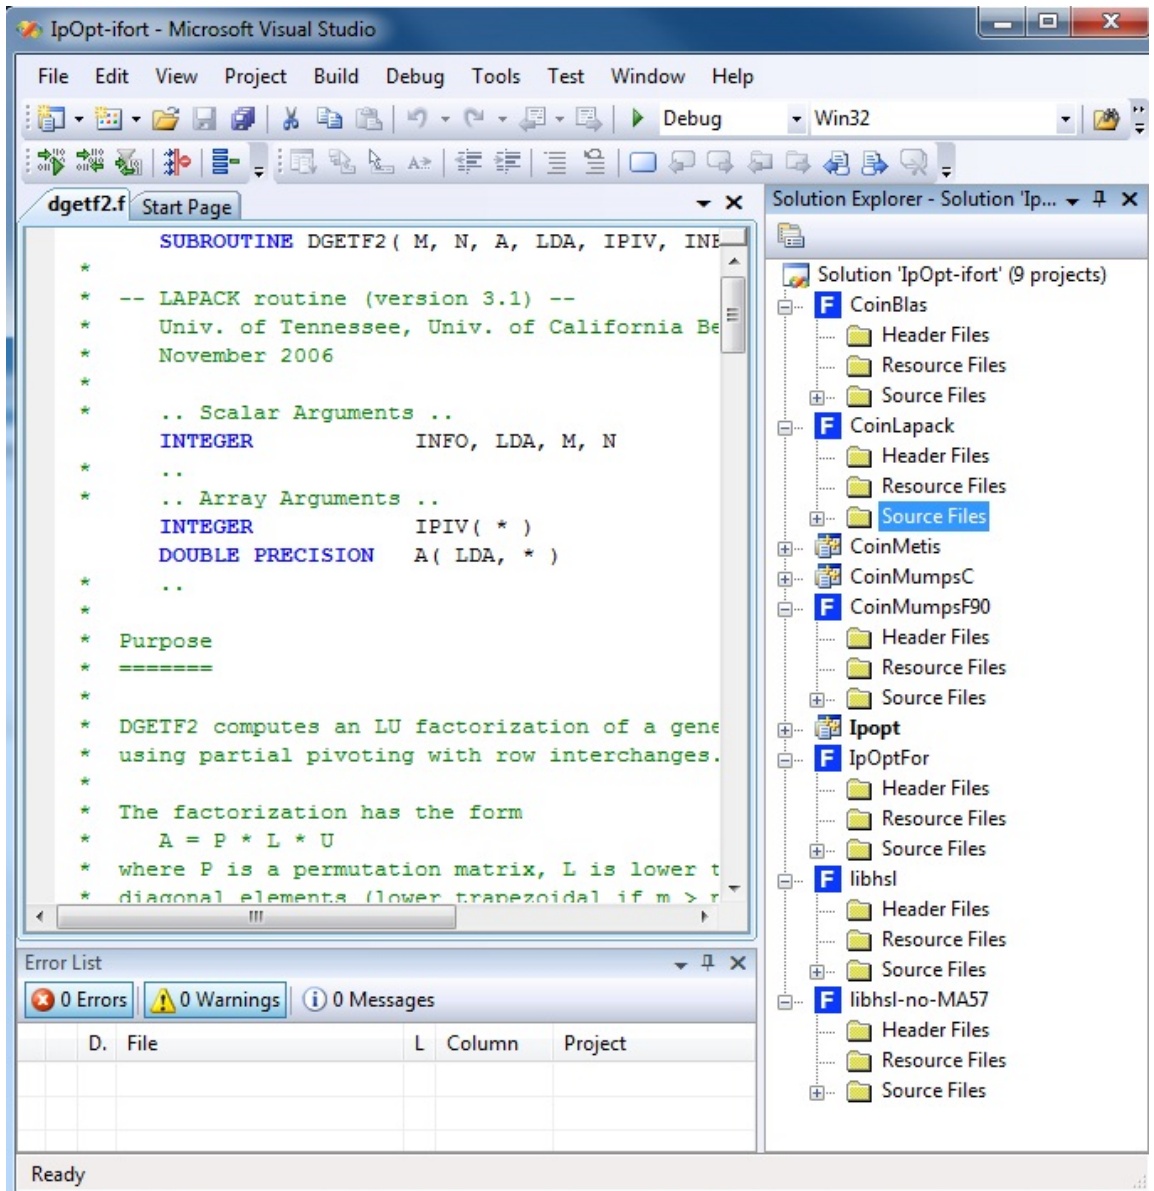 IpOpt-ifort - Microsoft Visual Studio
File Edit View Project Build Debug Tools Test Window Help
Debug Win32
dgetf2.f Start Page
SUBROUTINE DGETF2( M, N, A, LDA, IPIV, INF
*
* -- LAPACK routine (version 3.1) --
* Univ. of Tennessee, Univ. of California Be
* November 2006
*
* .. Scalar Arguments ..
INTEGER INFO, LDA, M, N
* ..
* .. Array Arguments ..
INTEGER IPIV( * )
DOUBLE PRECISION A( LDA, * )
* ..
*
* Purpose
* =======
*
* DGETF2 computes an LU factorization of a gene
* using partial pivoting with row interchanges.
*
* The factorization has the form
* A = P * L * U
* where P is a permutation matrix, L is lower t
* diagonal elements (lower trapezoidal if m >
Error List
0 Errors 0 Warnings 0 Messages
D. File L Column Project
Ready
Solution Explorer - Solution 'Ip...
Solution 'IpOpt-ifort' (9 projects)
F CoinBlas
Header Files
Resource Files
Source Files
F CoinLapack
Header Files
Resource Files
Source Files
CoinMetis
CoinMumpsC
F CoinMumpsF90
Header Files
Resource Files
Source Files
Ipopt
F IpOptFor
Header Files
Resource Files
Source Files
F libhsl
Header Files
Resource Files
Source Files
F libhsl-no-MA57
Header Files
Resource Files
Source Files